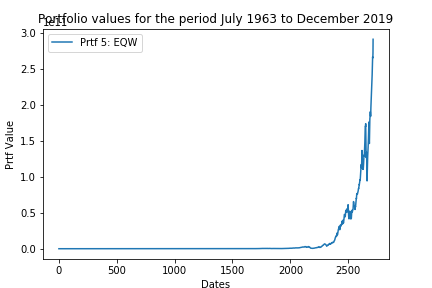 Portfolio values for the period July 1963 to December 2019
1e11
Prtf 5: EQW
3.0
2.5
2.0
1.5
1.0
0.5
0.0
Prtf Value
0 500 1000 1500 2000 2500
Dates